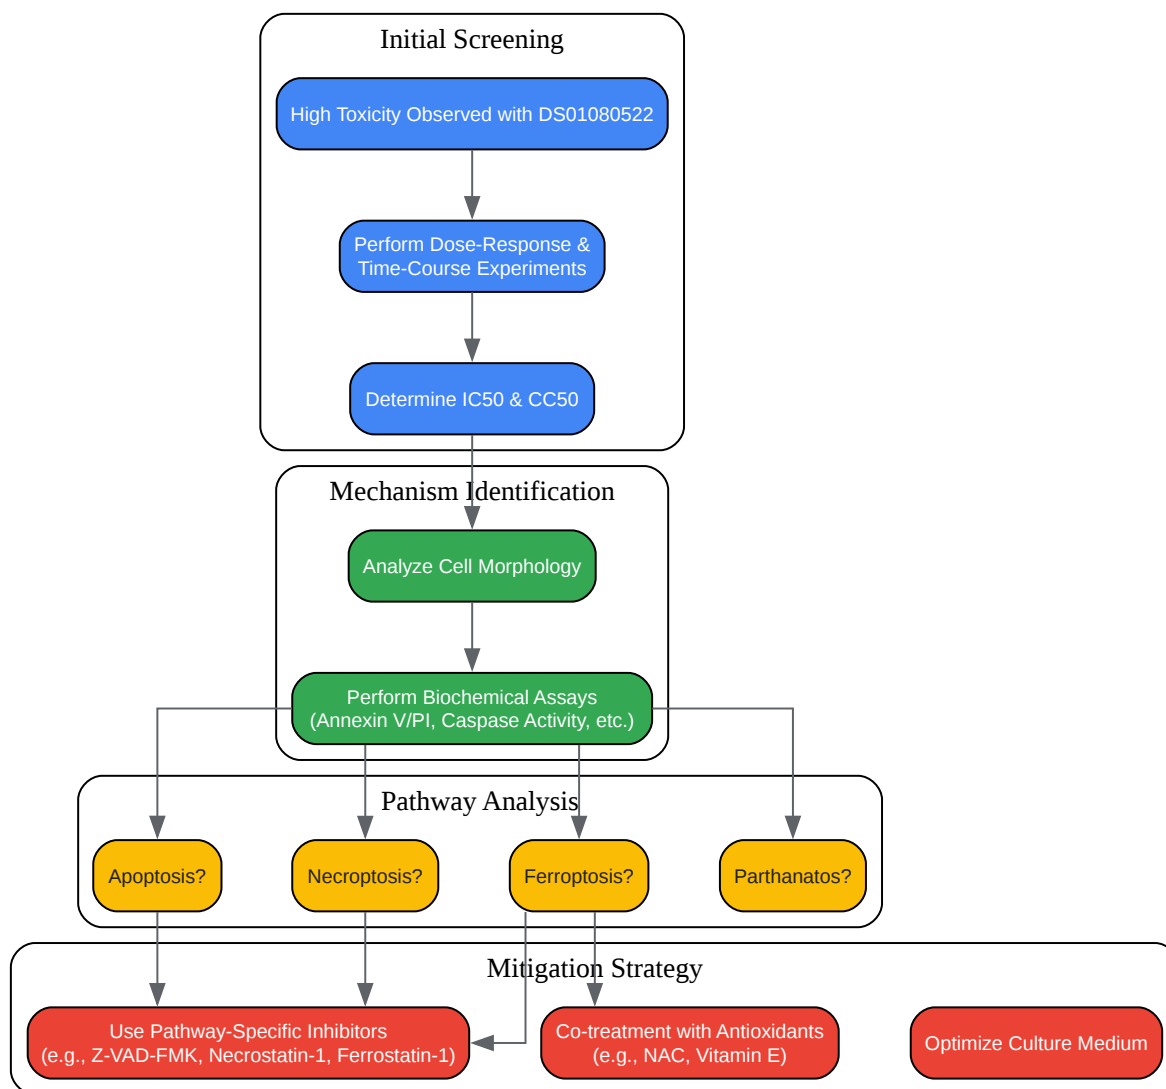 Initial Screening
High Toxicity Observed with DS01080522
Perform Dose-Response &
Time-Course Experiments
Determine IC50 & CC50
Mechanism Identification
Analyze Cell Morphology
Perform Biochemical Assays
(Annexin V/PI, Caspase Activity, etc.)
Pathway Analysis
Apoptosis?
Necroptosis?
Ferroptosis?
Parthanatos?
Mitigation Strategy
Use Pathway-Specific Inhibitors
(e.g., Z-VAD-FMK, Necrostatin-1, Ferrostatin-1)
Co-treatment with Antioxidants
(e.g., NAC, Vitamin E)
Optimize Culture Medium